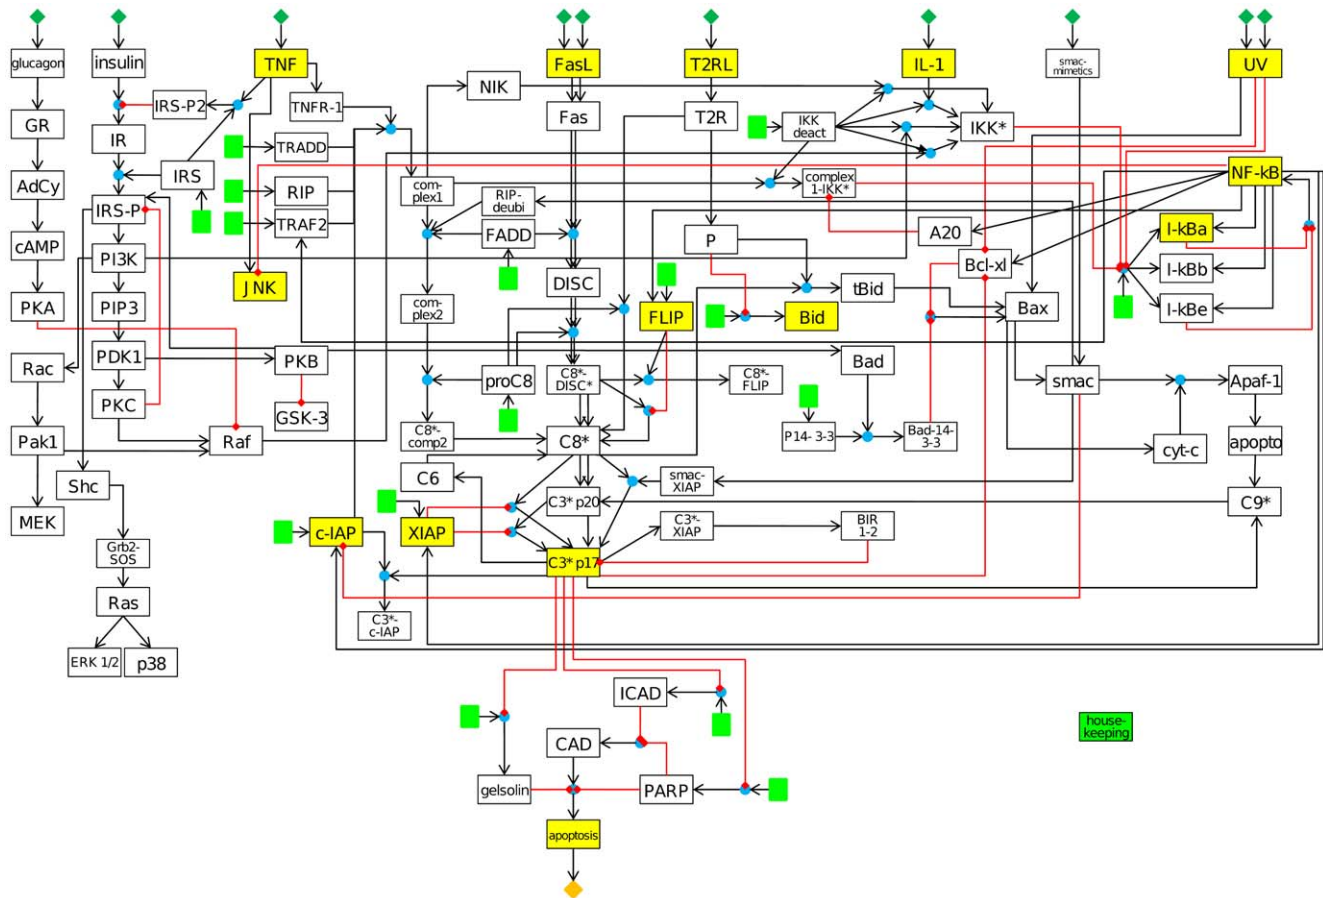 glucagon
insulin
TNF
FasL
T2RL
IL-1
smac-
mimetics
UV
NIK
IRS-P2
TNFR-1
GR
IR
Fas
T2R
IKK
deact
IKK*
TRADD
AdCy
IRS
RIP
com-
plex1
RIP-
deubi
complex
1-IKK*
NF-kB
IRS-P
TRAF2
FADD
P
A20
I-kBa
cAMP
PI3K
Bcl-xl
I-kBb
JNK
DISC
tBid
PKA
PIP3
com-
plex2
FLIP
Bid
Bax
I-kBe
Rac
PDK1
PKB
proC8
C8*-
DISC*
C8*-
FLIP
Bad
smac
Apaf-1
PKC
GSK-3
Pak1
Raf
C8*-
comp2
C8*
P14- 3-3
Bad-14-
3-3
cyt-c
apopto
Shc
C6
smac-
XIAP
MEK
C3* p20
C9*
c-IAP
XIAP
C3*-
XIAP
BIR
1-2
Grb2-
SOS
C3* p17
Ras
C3*-
c-IAP
ERK 1/2
p38
ICAD
house-
keeping
CAD
gelsolin
PARP
apoptosis